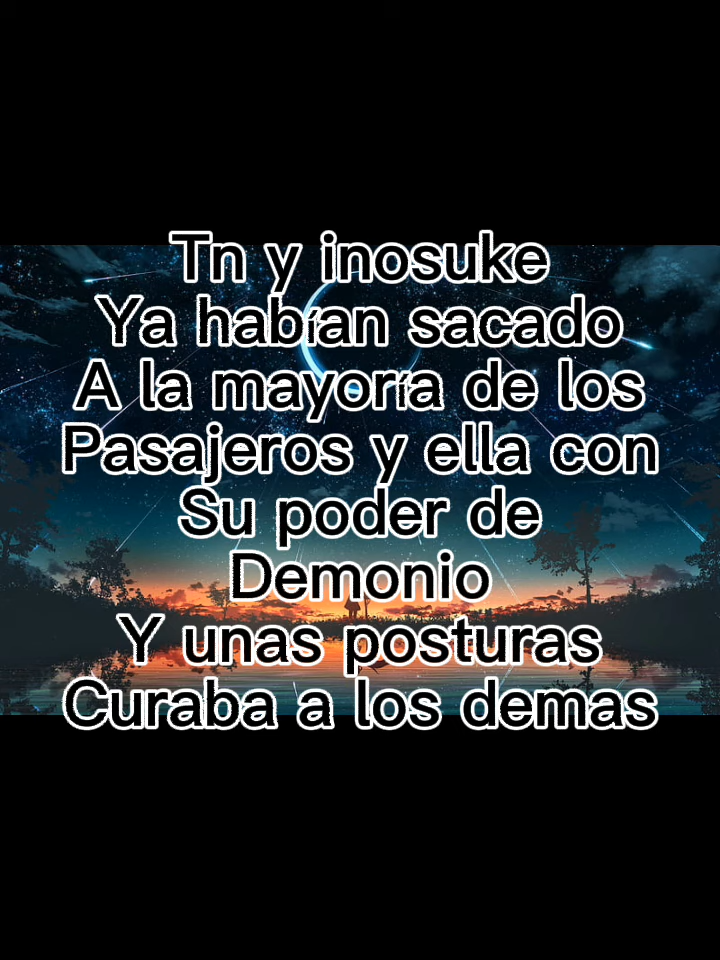 Tn y inosuke
Ya habían sacado
A la mayoría de los
Pasajeros y ella con
Su poder de
Demonio
Y unas posturas
Curaba a los demas